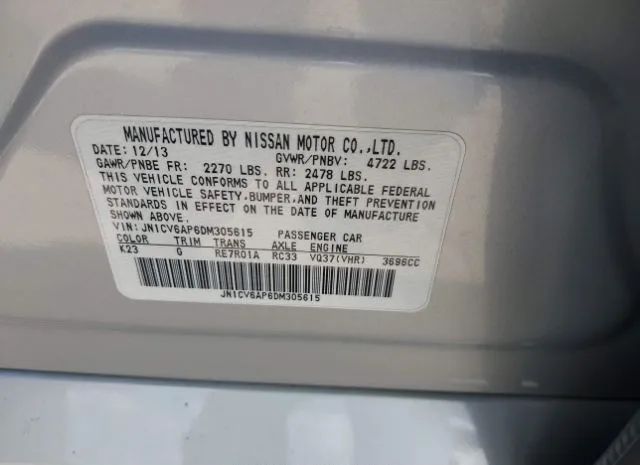 MANUFACTURED BY NISSAN MOTOR CO.,LTD.
DATE: 12/13 GVWR/PNBV: 4722 LBS.
GAWR/PNBE FR: 2270 LBS. RR: 2478 LBS.
THIS VEHICLE CONFORMS TO ALL APPLICABLE FEDERAL
MOTOR VEHICLE SAFETY,BUMPER,AND THEFT PREVENTION
STANDARDS IN EFFECT ON THE DATE OF MANUFACTURE
SHOWN ABOVE.
VIN: JN1CV6AP6DM305615 PASSENGER CAR
COLOR TRIM TRANS AXLE ENGINE
K23 G RE7R01A RC33 VQ37(VHR) 3696CC
JN1CV6AP6DM305615